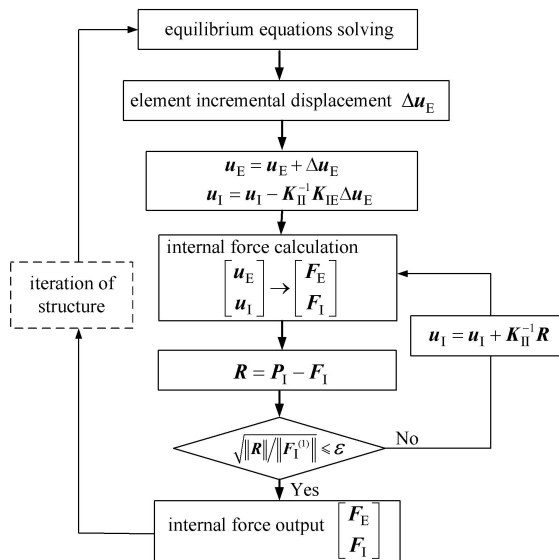 equilibrium equations solving
element incremental displacement Δu_E
u_E = u_E + Δu_E
u_I = u_I − K_II^−1 K_IE Δu_E
internal force calculation
[u_E u_I] → [F_E F_I]
iteration of
structure
u_I = u_I + K_II^−1 R
R = P_I − F_I
√(‖R‖/‖F_I^(1)‖) ⩽ ε
No
Yes
internal force output [F_E F_I]